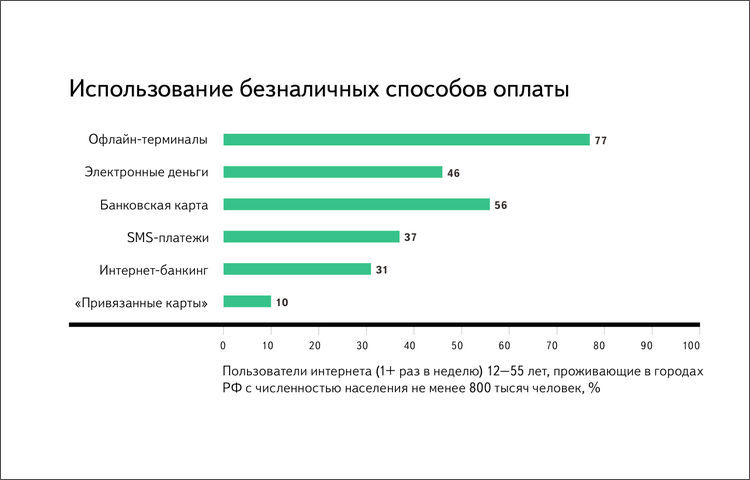 Использование безналичных способов оплаты
Офлайн-терминалы 77
Электронные деньги 46
Банковская карта 56
SMS-платежи 37
Интернет-банкинг 31
«Привязанные карты» 10
0 10 20 30 40 50 60 70 80 90 100
Пользователи интернета (1+ раз в неделю) 12—55 лет, проживающие в городах
РФ с численностью населения не менее 800 тысяч человек, %